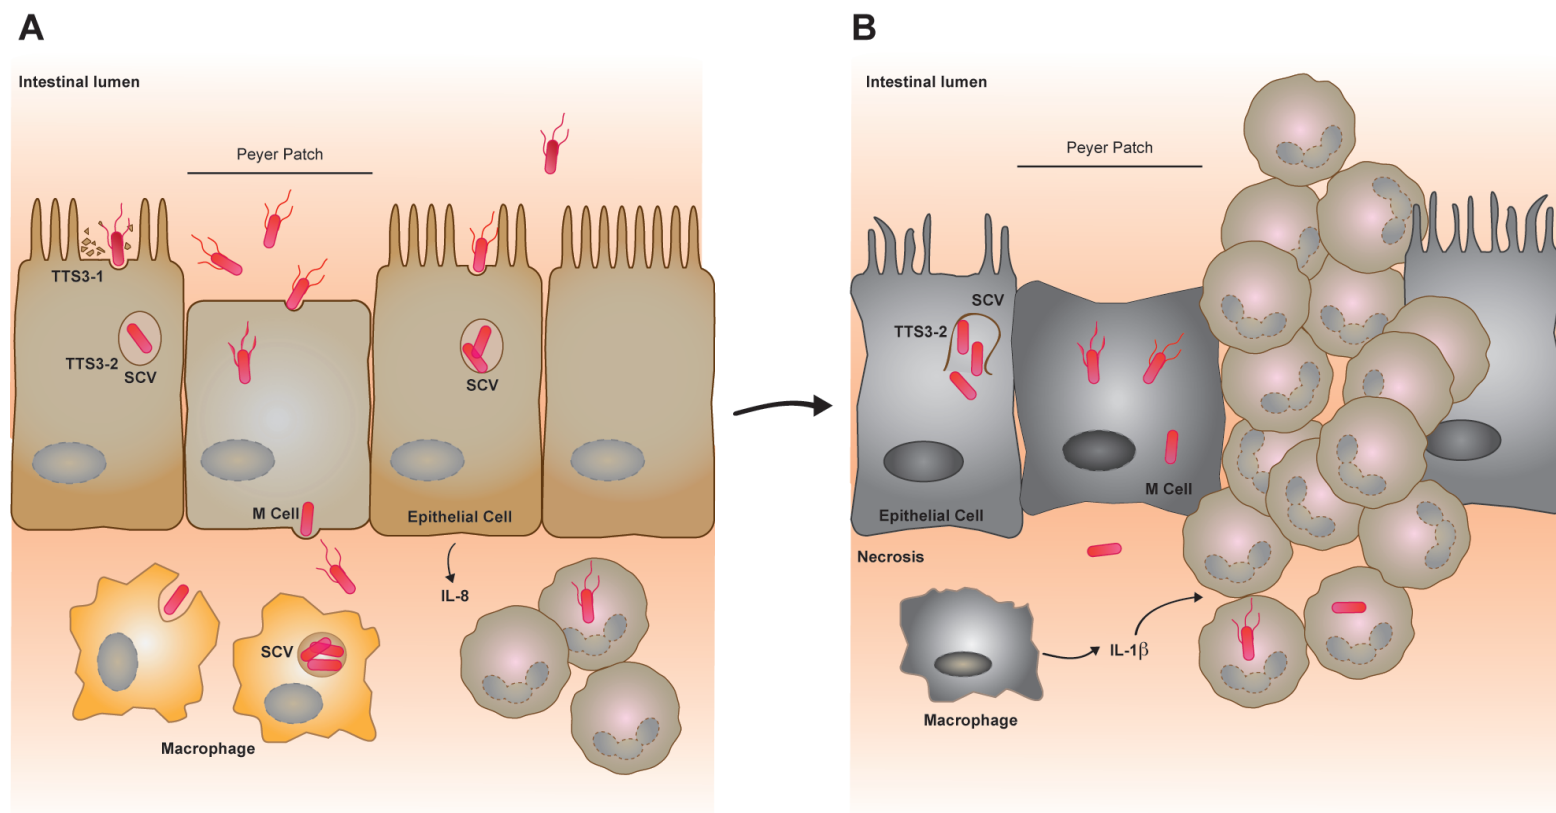 A
Intestinal lumen
Peyer Patch
TTS3-1
TTS3-2
SCV
SCV
M Cell
Epithelial Cell
IL-8
SCV
Macrophage
B
Intestinal lumen
Peyer Patch
SCV
TTS3-2
M Cell
Epithelial Cell
Necrosis
IL-1β
Macrophage